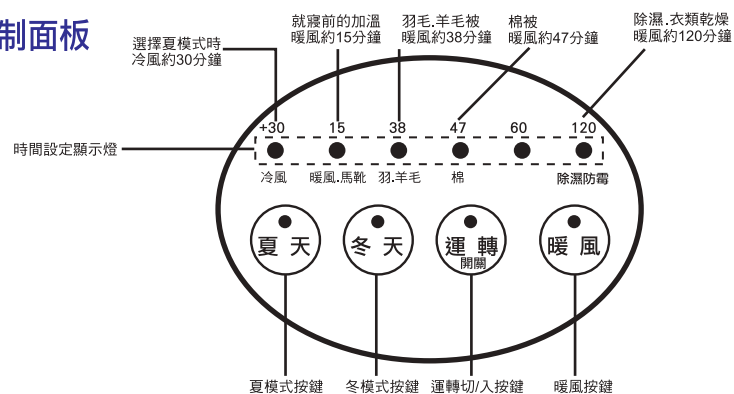 制面板
選擇夏模式時
冷風約30分鐘
就寢前的加溫
暖風約15分鐘
羽毛.羊毛被
暖風約38分鐘
棉被
暖風約47分鐘
除濕.衣類乾燥
暖風約120分鐘
時間設定顯示燈
+30 15 38 47 60 120
冷風 暖風.馬靴 羽.羊毛 棉 除濕防霉
夏天 冬天 運轉 暖風
開關
夏模式按鍵 冬模式按鍵 運轉切/入按鍵 暖風按鍵